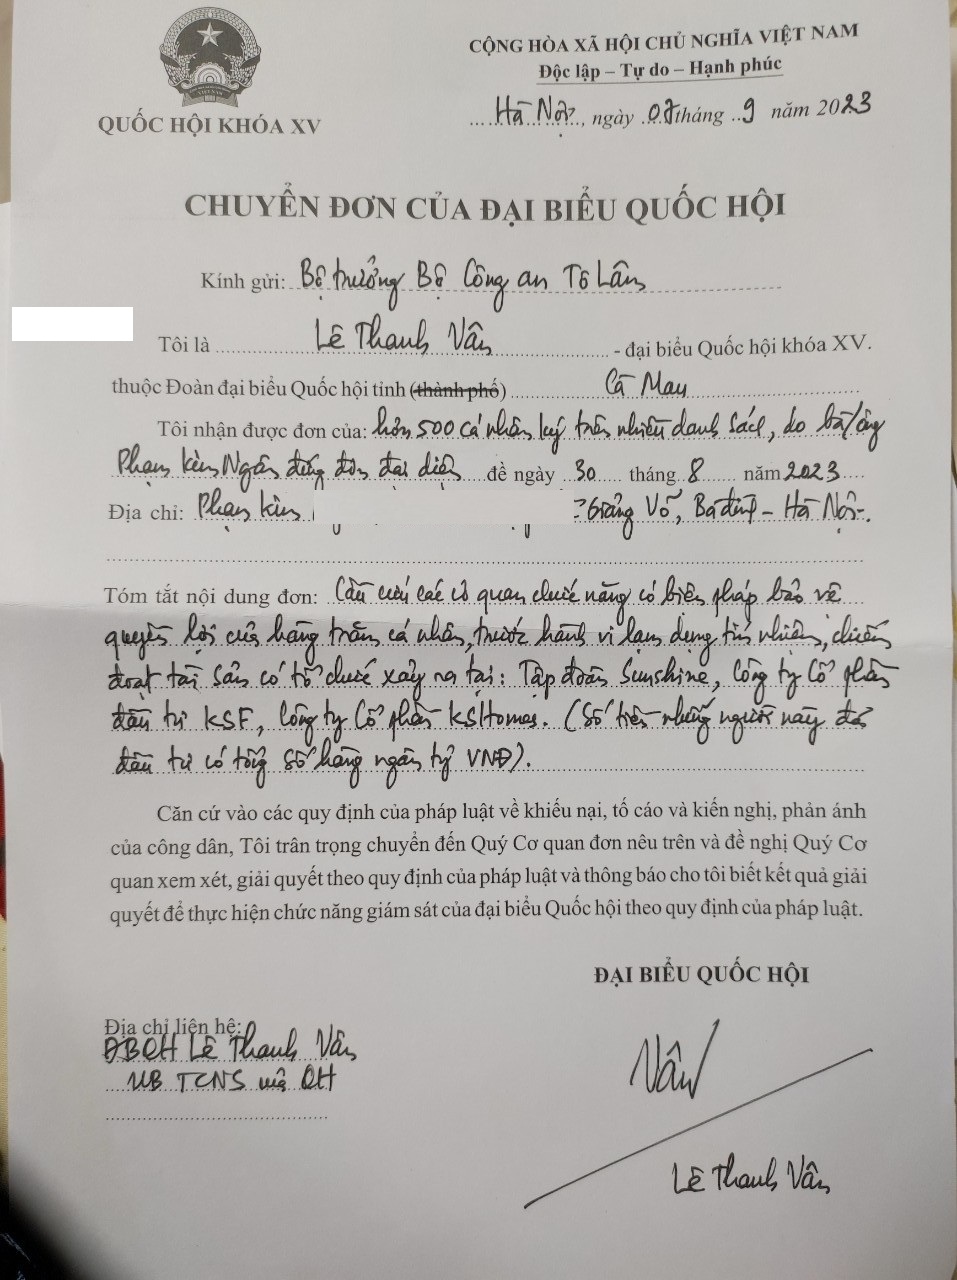 CỘNG HÒA XÃ HỘI CHỦ NGHĨA VIỆT NAM
Độc lập – Tự do – Hạnh phúc
QUỐC HỘI KHÓA XV
Hà Nội, ngày 07 tháng 9 năm 2023
CHUYỂN ĐƠN CỦA ĐẠI BIỂU QUỐC HỘI
Kính gửi: Bộ trưởng Bộ Công an Tô Lâm
Tôi là Lê Thanh Vân - đại biểu Quốc hội khóa XV.
thuộc Đoàn đại biểu Quốc hội tỉnh (thành phố) Cà Mau
Tôi nhận được đơn của: hơn 500 cá nhân ký trên nhiều danh sách, do bà/ông
Phạm Kim Ngân đứng đơn đại diện đề ngày 30 tháng 8 năm 2023
Địa chỉ: Phạm Kim Giảng Võ, Ba đình - Hà Nội.
Tóm tắt nội dung đơn: Cầu cứu các cơ quan chức năng có biện pháp bảo vệ
quyền lợi của hàng trăm cá nhân, trước hành vi lạm dụng tín nhiệm, chiếm
đoạt tài sản có tổ chức xảy ra tại: Tập đoàn Sunshine, Công ty Cổ phần
đầu tư KSF, Công ty Cổ phần KSHomes. (Số tiền những người này đã
đầu tư có tổng số hàng ngàn tỷ VNĐ).
Căn cứ vào các quy định của pháp luật về khiếu nại, tố cáo và kiến nghị, phản ánh
của công dân, Tôi trân trọng chuyển đến Quý Cơ quan đơn nêu trên và đề nghị Quý Cơ
quan xem xét, giải quyết theo quy định của pháp luật và thông báo cho tôi biết kết quả giải
quyết để thực hiện chức năng giám sát của đại biểu Quốc hội theo quy định của pháp luật.
ĐẠI BIỂU QUỐC HỘI
Địa chỉ liên hệ:
ĐBQH Lê Thanh Vân
UB TCNS của QH
Vân
Lê Thanh Vân